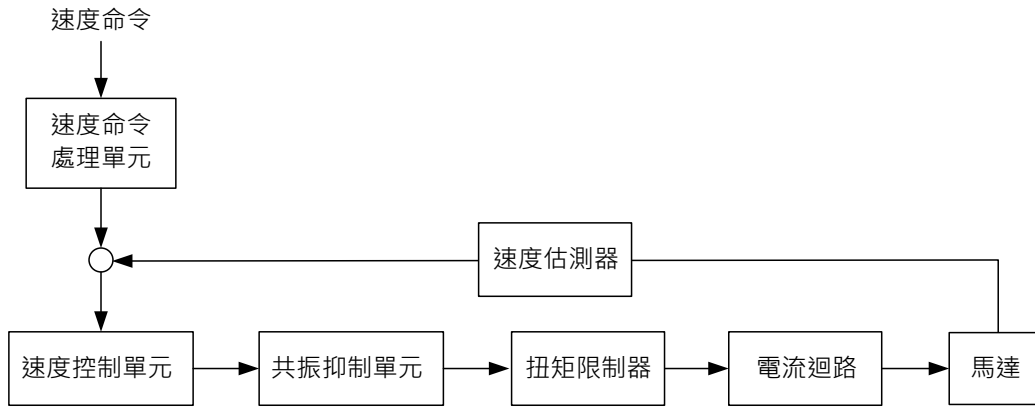 速度命令
速度命令
處理單元
速度估測器
速度控制單元
共振抑制單元
扭矩限制器
電流迴路
馬達